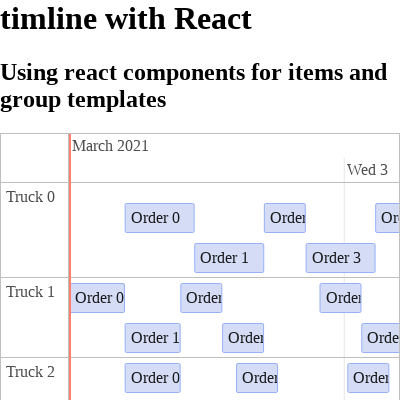 timline with React
Using react components for items and
group templates
March 2021
Wed 3
Truck 0
Order 0
Order
Or
Order 1
Order 3
Truck 1
Order 0
Order
Order
Order 1
Order
Orde
Truck 2
Order 0
Order
Order